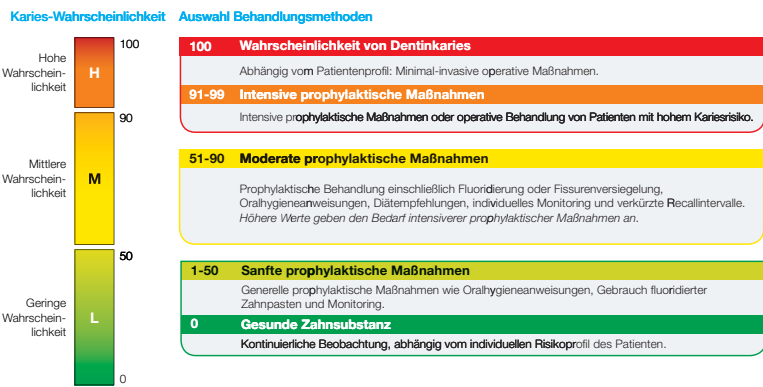 Karies-Wahrscheinlichkeit Auswahl Behandlungsmethoden
Hohe
Wahrschein-
lichkeit
H
100
90
Mittlere
Wahrschein-
lichkeit
M
50
Geringe
Wahrschein-
lichkeit
L
0
100 Wahrscheinlichkeit von Dentinkaries
Abhängig vom Patientenprofil: Minimal-invasive operative Maßnahmen.
91-99 Intensive prophylaktische Maßnahmen
Intensive prophylaktische Maßnahmen oder operative Behandlung von Patienten mit hohem Kariesrisiko.
51-90 Moderate prophylaktische Maßnahmen
Prophylaktische Behandlung einschließlich Fluoridierung oder Fissurenversiegelung,
Oralhygieneanweisungen, Diätempfehlungen, individuelles Monitoring und verkürzte Recallintervalle.
Höhere Werte geben den Bedarf intensiverer prophylaktischer Maßnahmen an.
1-50 Sanfte prophylaktische Maßnahmen
Generelle prophylaktische Maßnahmen wie Oralhygieneanweisungen, Gebrauch fluoridierter
Zahnpasten und Monitoring.
0 Gesunde Zahnsubstanz
Kontinuierliche Beobachtung, abhängig vom individuellen Risikoprofil des Patienten.